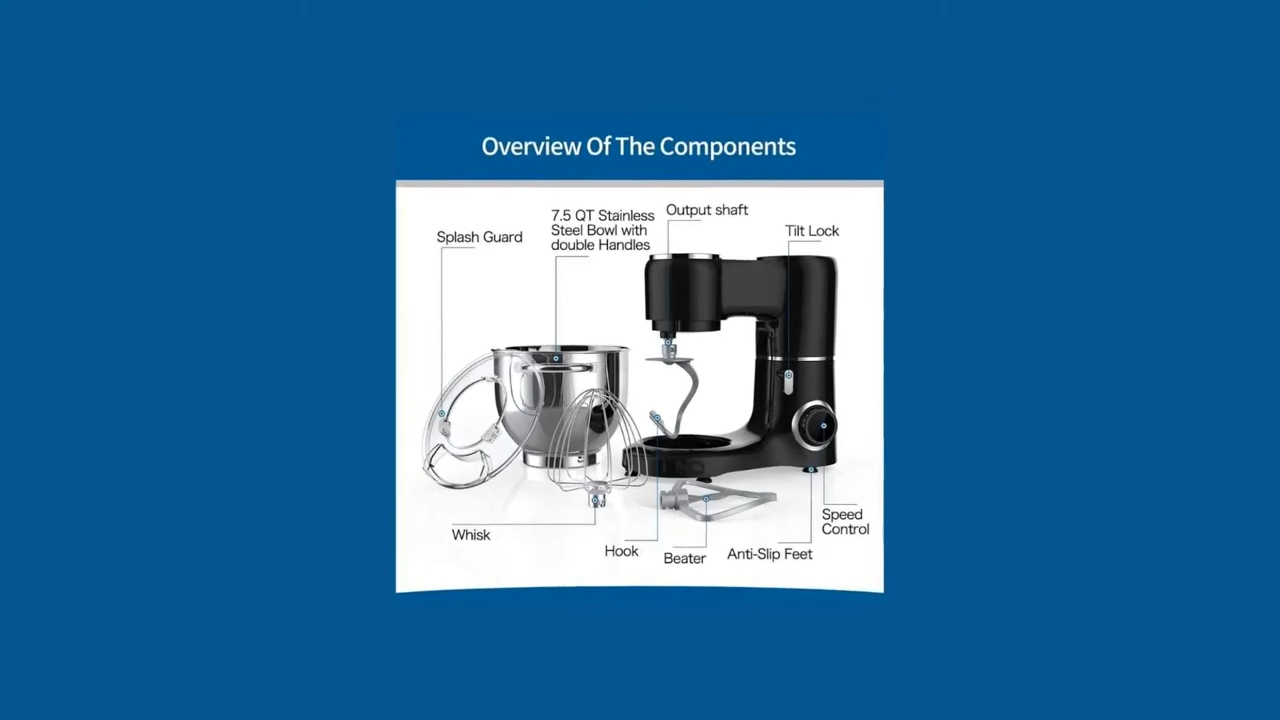 Overview Of The Components
Splash Guard
7.5 QT Stainless
Steel Bowl with
double Handles
Output shaft
Tilt Lock
Whisk
Hook
Beater
Anti-Slip Feet
Speed
Control